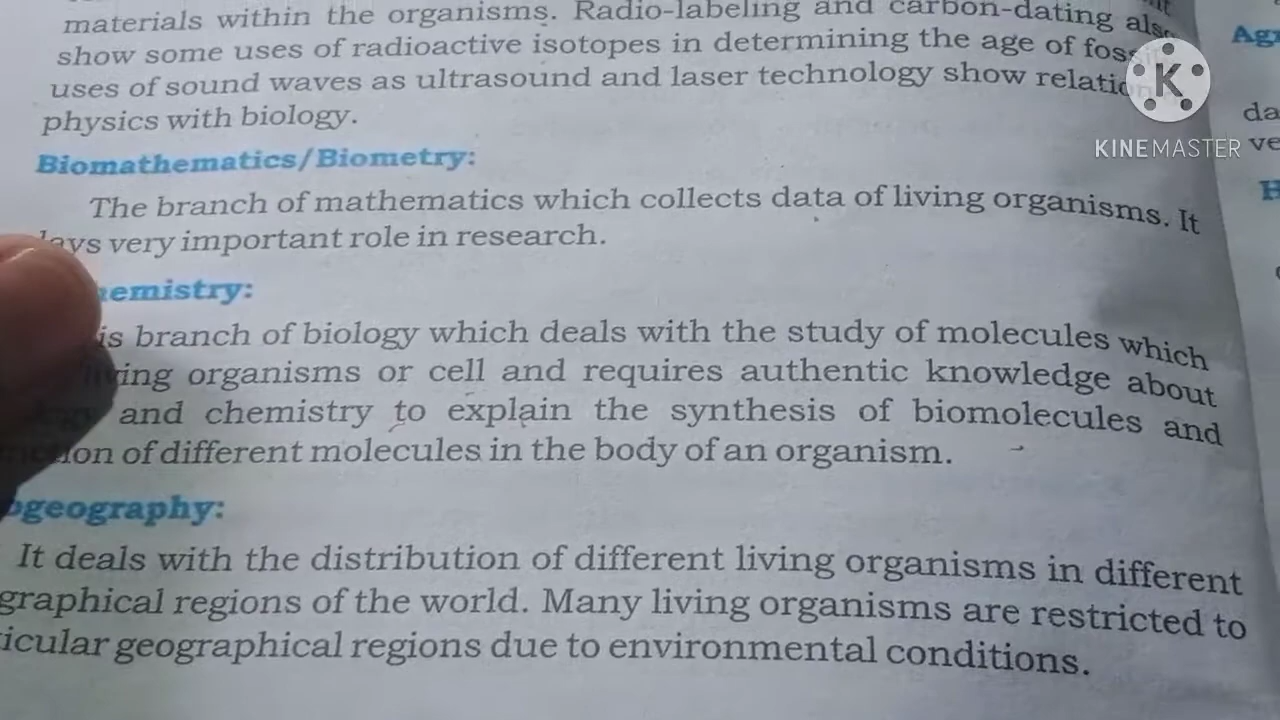 materials within the organisms. Radio-labeling and carbon-dating also
show some uses of radioactive isotopes in determining the age of
uses of sound waves as ultrasound and laser technology show
physics with biology.
Biomathematics/Biometry:
The branch of mathematics which collects data of living organisms. It
very important role in research.
emistry:
is branch of biology which deals with the study of molecules which
living organisms or cell and requires authentic knowledge about
and chemistry to explain the synthesis of biomolecules and
of different molecules in the body of an organism.
geography:
It deals with the distribution of different living organisms in different
graphical regions of the world. Many living organisms are restricted to
icular geographical regions due to environmental conditions.
K
KINEMASTER
da
ve